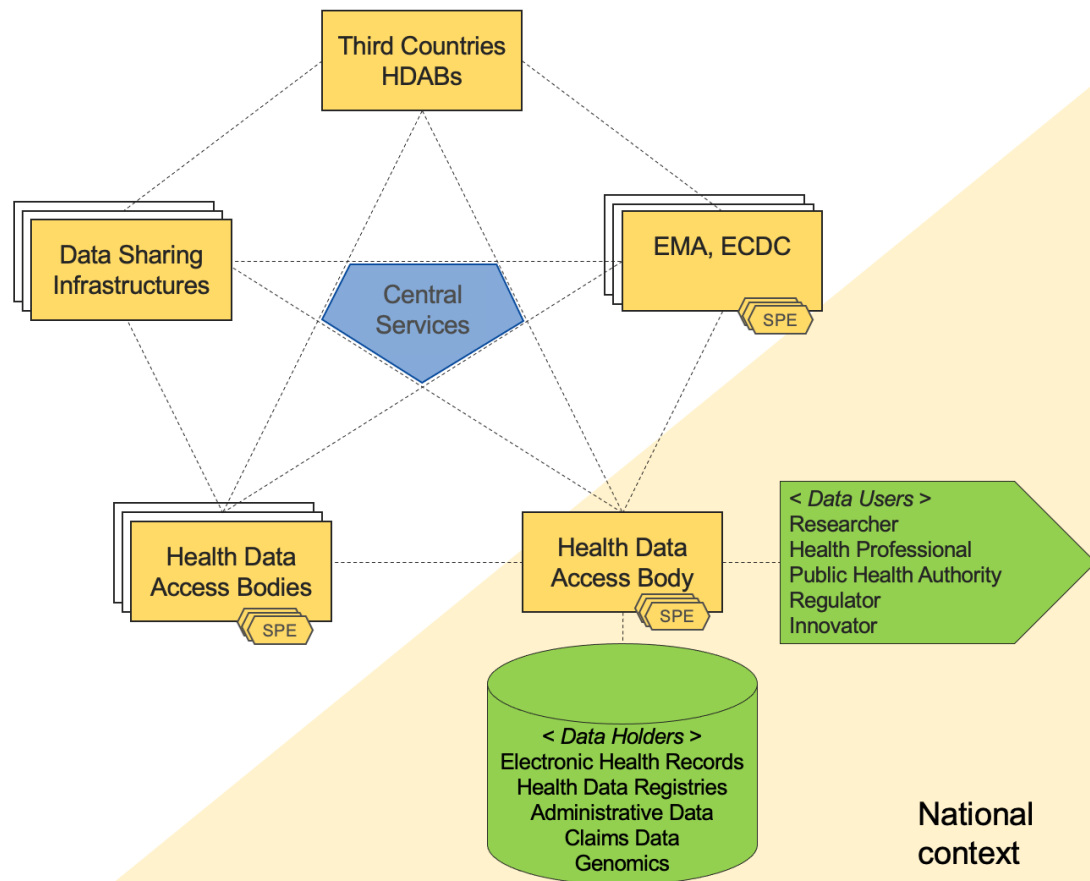 Third Countries
HDABs
Data Sharing
Infrastructures
EMA, ECDC
SPE
Central
Services
Health Data
Access Bodies
SPE
Health Data
Access Body
SPE
< Data Users >
Researcher
Health Professional
Public Health Authority
Regulator
Innovator
< Data Holders >
Electronic Health Records
Health Data Registries
Administrative Data
Claims Data
Genomics
National
context